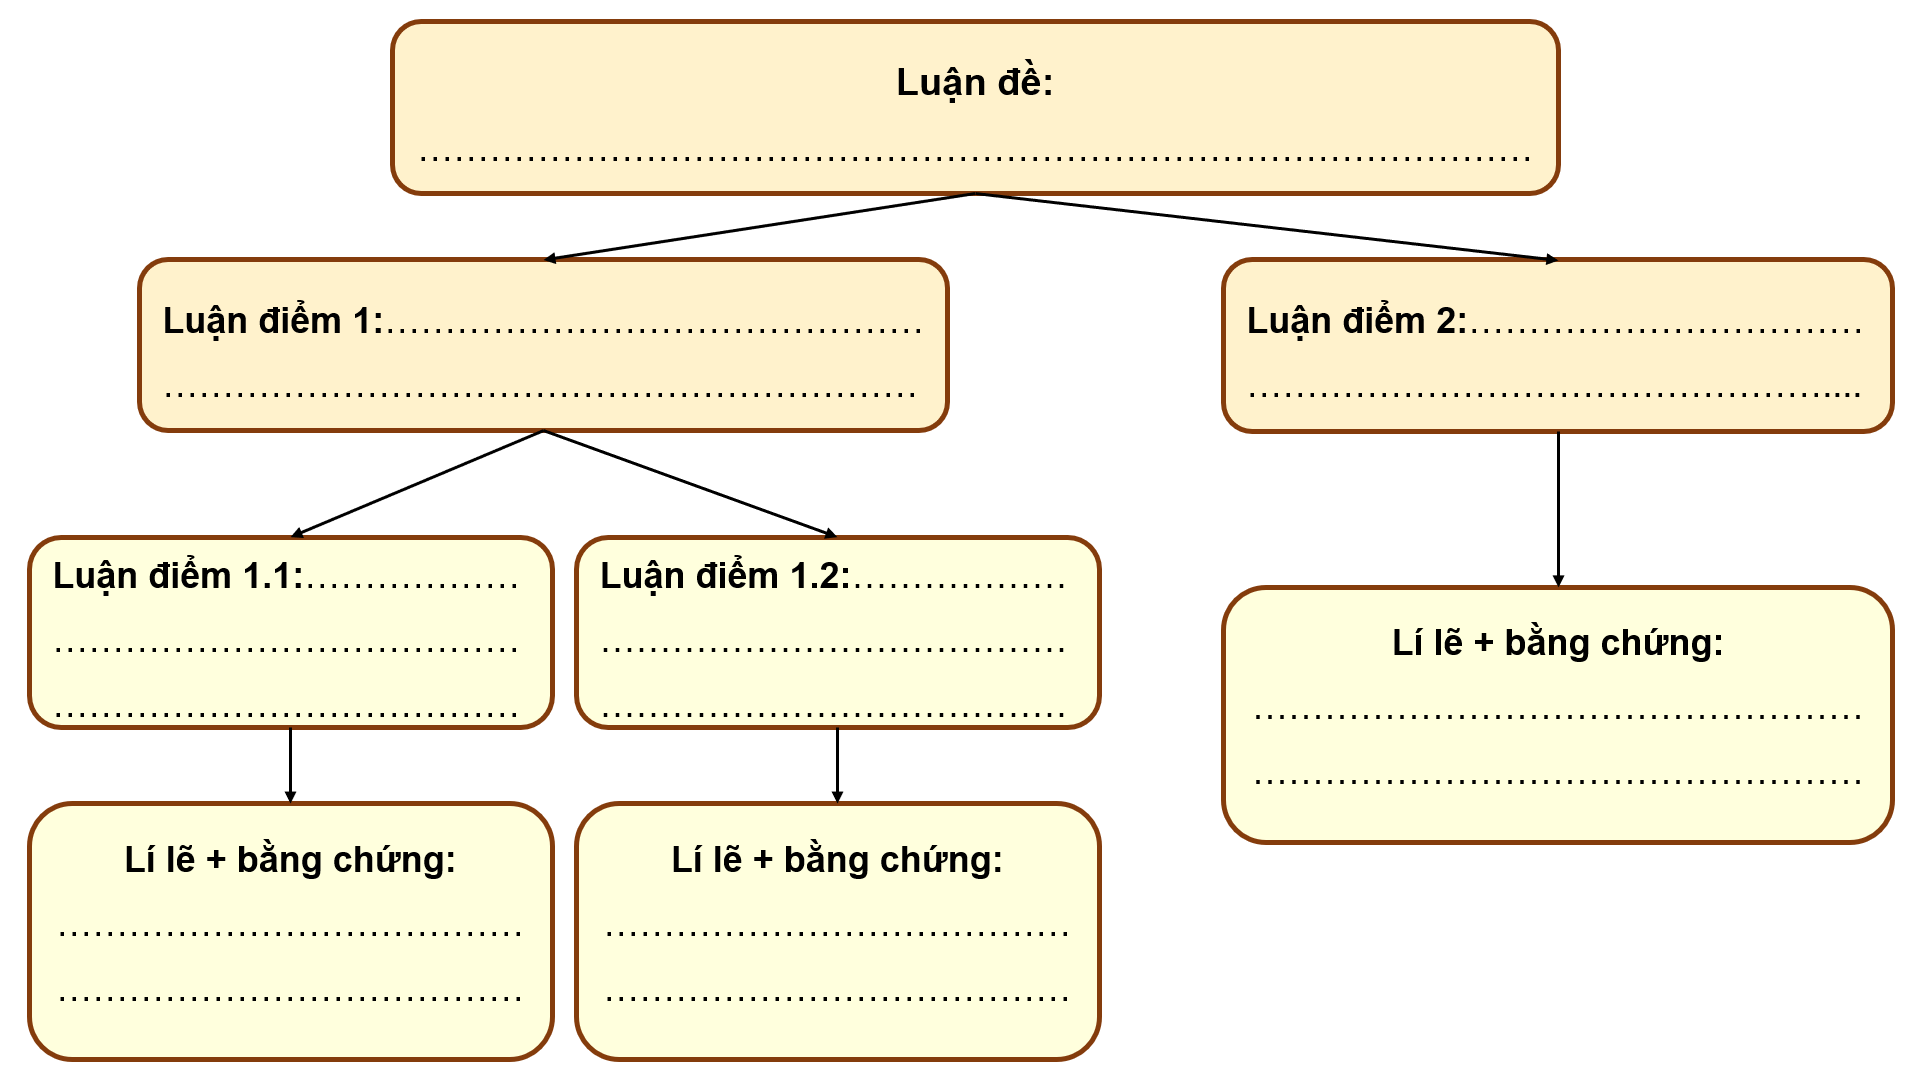 Luận đề:
……………………………………………………………………………………………
Luận điểm 1:……………………………………………
………………………………………………………………
Luận điểm 2:………………………………
………………………………………………....
Luận điểm 1.1:………………
…………………………………
…………………………………
Luận điểm 1.2:………………
…………………………………
…………………………………
Lí lẽ + bằng chứng:
……………………………………………
……………………………………………
Lí lẽ + bằng chứng:
…………………………………
…………………………………
Lí lẽ + bằng chứng:
…………………………………
…………………………………